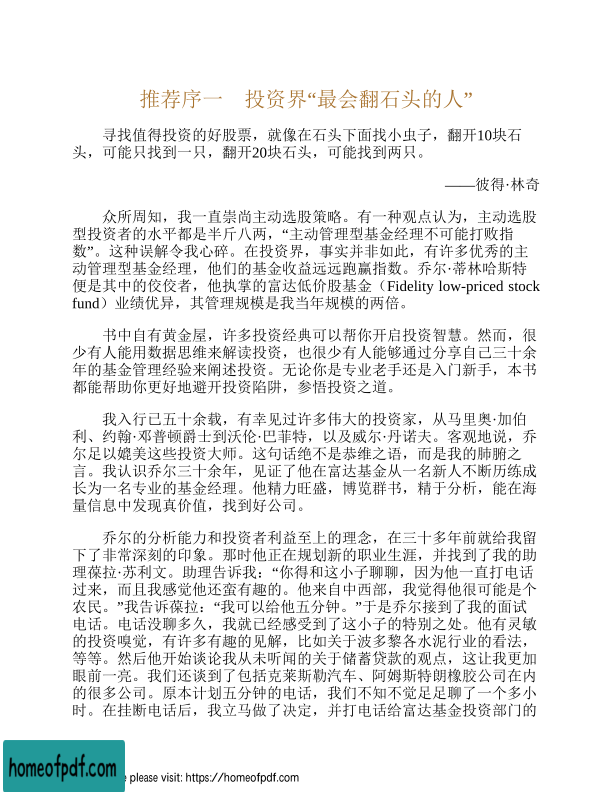 推荐序一　投资界“最会翻石头的人”
寻找值得投资的好股票，就像在石头下面找小虫子，翻开10块石
头，可能只找到一只，翻开20块石头，可能找到两只。
——彼得·林奇
众所周知，我一直崇尚主动选股策略。有一种观点认为，主动选股
型投资者的水平都是半斤八两，“主动管理型基金经理不可能打败指
数”。这种误解令我心碎。在投资界，事实并非如此，有许多优秀的主
动管理型基金经理，他们的基金收益远远跑赢指数。乔尔·蒂林哈斯特
便是其中的佼佼者，他执掌的富达低价股基金（Fidelity low-priced stock
fund）业绩优异，其管理规模是我当年规模的两倍。
书中自有黄金屋，许多投资经典可以帮你开启投资智慧。然而，很
少有人能用数据思维来解读投资，也很少有人能够通过分享自己三十余
年的基金管理经验来阐述投资。无论你是专业老手还是入门新手，本书
都能帮助你更好地避开投资陷阱，参悟投资之道。
我入行已五十余载，有幸见过许多伟大的投资家，从马里奥·加伯
利、约翰·邓普顿爵士到沃伦·巴菲特，以及威尔·丹诺夫。客观地说，乔
尔足以媲美这些投资大师。这句话绝不是恭维之语，而是我的肺腑之
言。我认识乔尔三十余年，见证了他在富达基金从一名新人不断历练成
长为一名专业的基金经理。他精力旺盛，博览群书，精于分析，能在海
量信息中发现真价值，找到好公司。
乔尔的分析能力和投资者利益至上的理念，在三十多年前就给我留
下了非常深刻的印象。那时他正在规划新的职业生涯，并找到了我的助
理葆拉·苏利文。助理告诉我：“你得和这小子聊聊，因为他一直打电话
过来，而且我感觉他还蛮有趣的。他来自中西部，我觉得他很可能是个
农民。”我告诉葆拉：“我可以给他五分钟。”于是乔尔接到了我的面试
电话。电话没聊多久，我就已经感受到了这小子的特别之处。他有灵敏
的投资嗅觉，有许多有趣的见解，比如关于波多黎各水泥行业的看法，
等等。然后他开始谈论我从未听闻的关于储蓄贷款的观点，这让我更加
眼前一亮。我们还谈到了包括克莱斯勒汽车、阿姆斯特朗橡胶公司在内
的很多公司。原本计划五分钟的电话，我们不知不觉足足聊了一个多小
时。在挂断电话后，我立马做了决定，并打电话给富达基金投资部门的
homeofpdf.com
please visit: https://homeofpdf.com